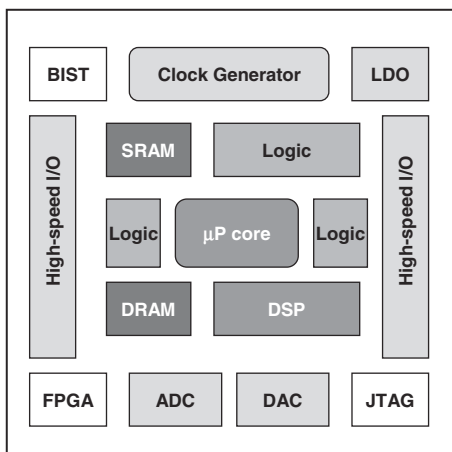 BIST
Clock Generator
LDO
High-speed I/O
SRAM
Logic
High-speed I/O
Logic
μP core
Logic
DRAM
DSP
FPGA
ADC
DAC
JTAG